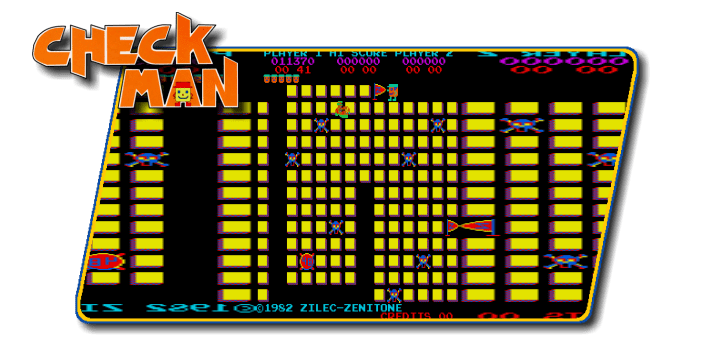 CHECK
MAN
PLAYER 1 HI SCORE PLAYER 2
011370 000000 000000
00 41 00 00 00 00
©1982 ZILEC-ZENITONE
CREDITS 00